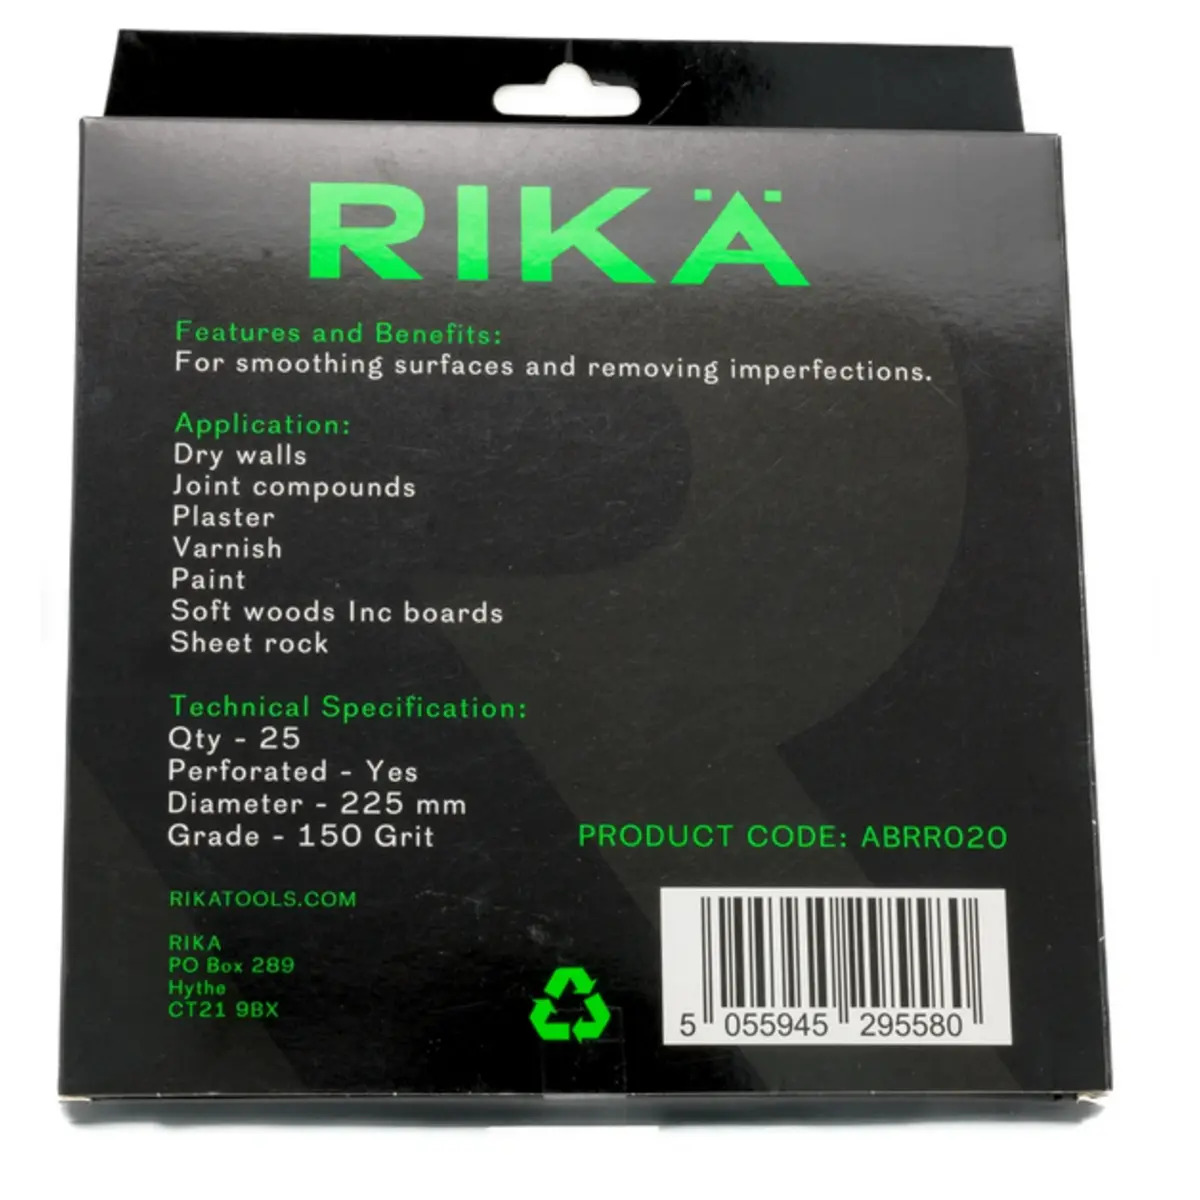 RIKÄ
Features and Benefits:
For smoothing surfaces and removing imperfections.
Application:
Dry walls
Joint compounds
Plaster
Varnish
Paint
Soft woods Inc boards
Sheet rock
Technical Specification:
Qty - 25
Perforated - Yes
Diameter - 225 mm
Grade - 150 Grit
PRODUCT CODE: ABRR020
RIKATOOLS.COM
RIKA
PO Box 289
Hythe
CT21 9BX
5 055945 295580